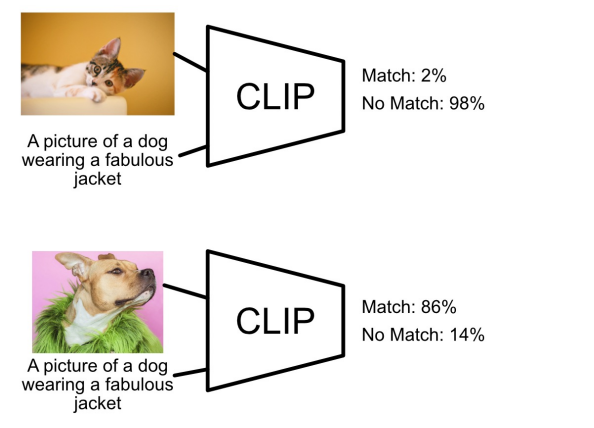 A picture of a dog
wearing a fabulous
jacket
CLIP
Match: 2%
No Match: 98%
A picture of a dog
wearing a fabulous
jacket
CLIP
Match: 86%
No Match: 14%